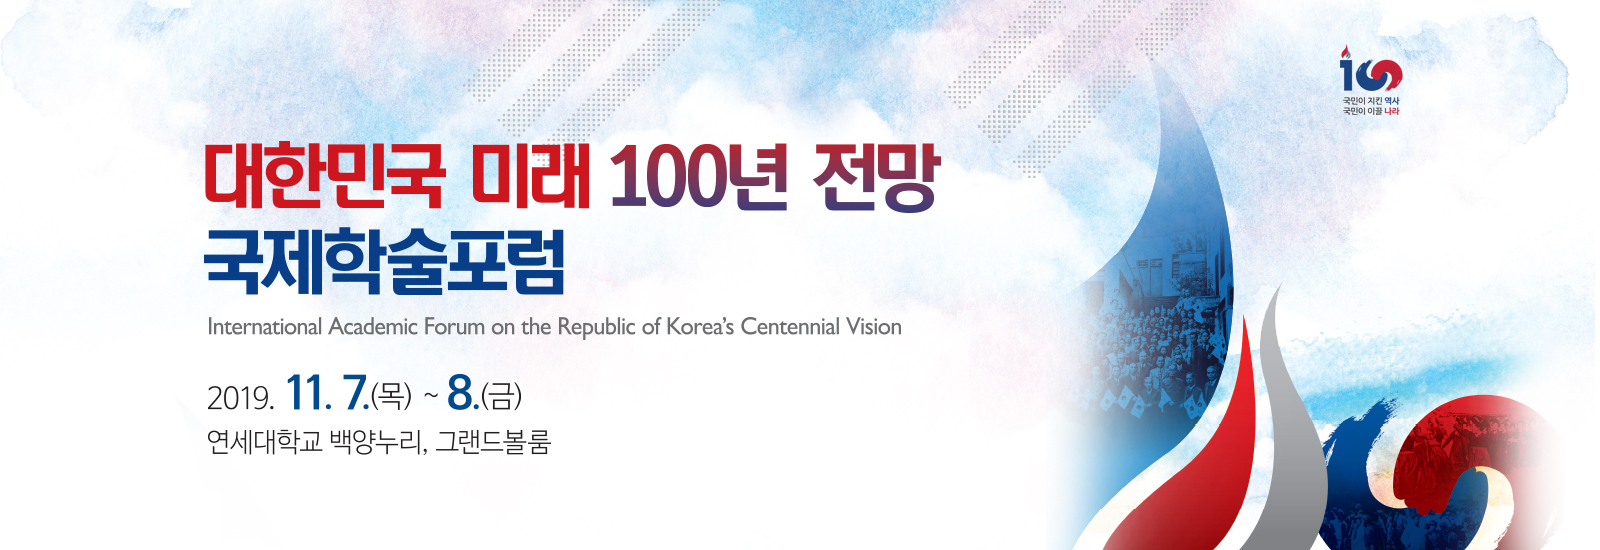 대한민국 미래 100년 전망
국제학술포럼
International Academic Forum on the Republic of Korea's Centennial Vision
2019. 11. 7.(목) ~ 8.(금)
연세대학교 백양누리, 그랜드볼룸
100
국민이 지킨 역사
국민이 이끌 나라